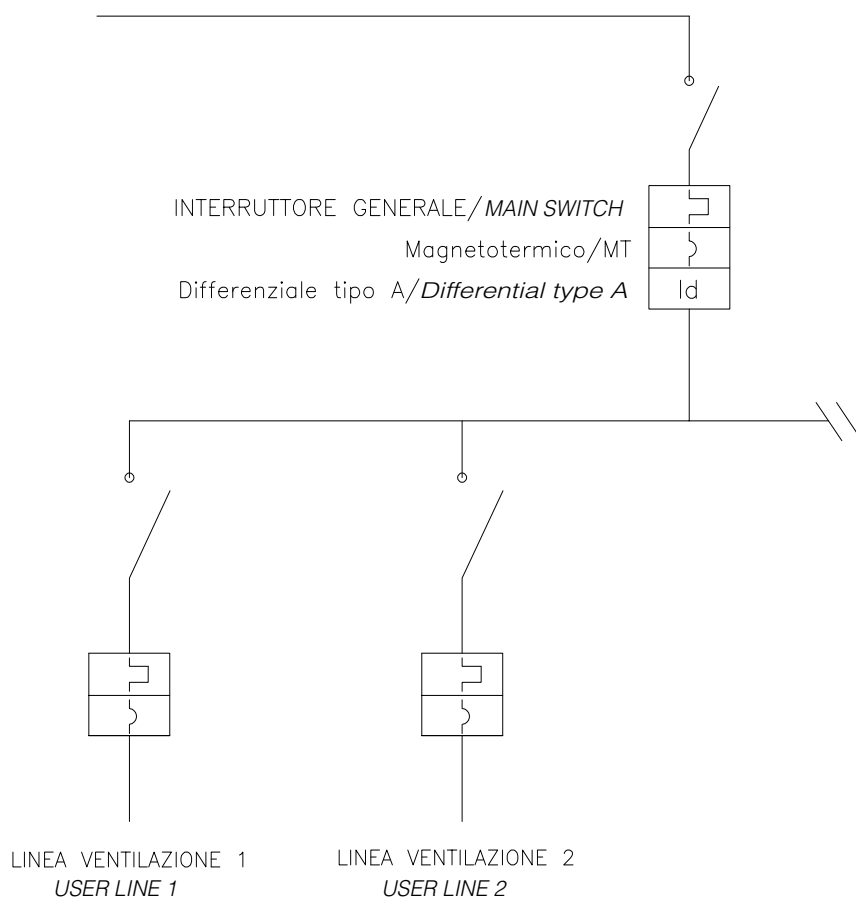 INTERRUTTORE GENERALE/MAIN SWITCH
Magnetotermico/MT
Differenziale tipo A/Differential type A
Id
LINEA VENTILAZIONE 1
USER LINE 1
LINEA VENTILAZIONE 2
USER LINE 2